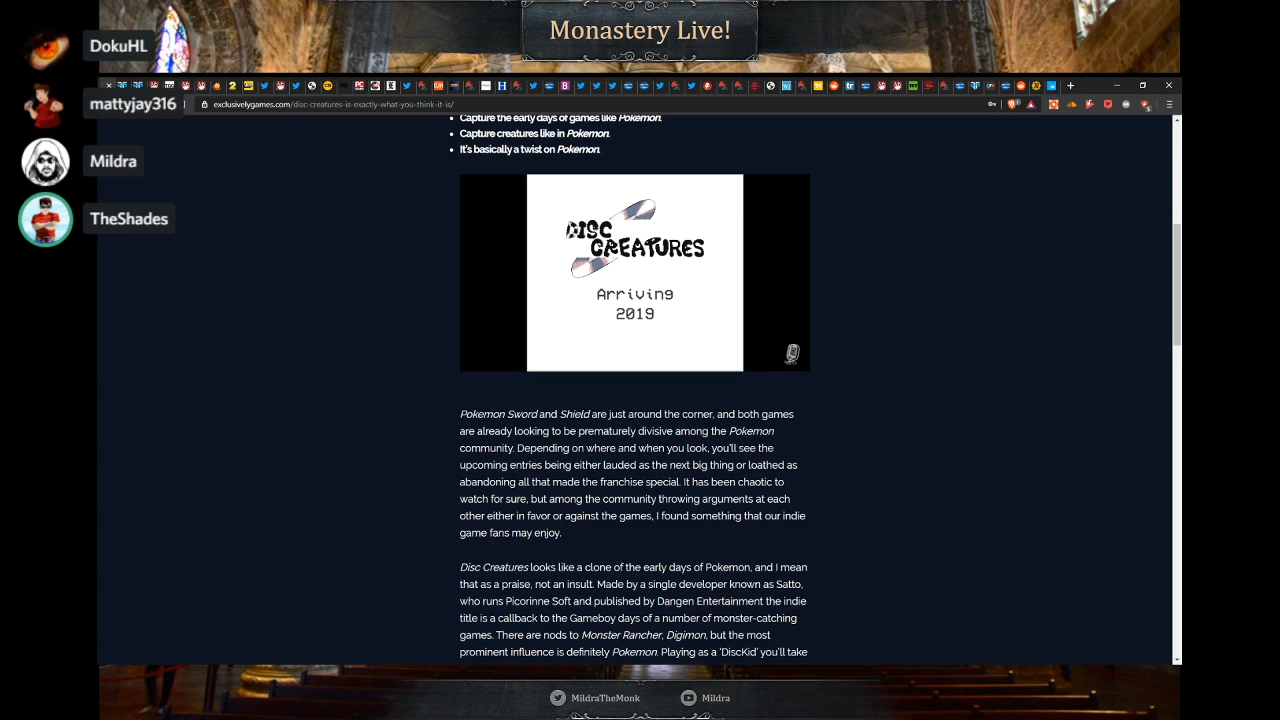 Monastery Live!
DokuHL
mattyjay316
Mildra
TheShades
exclusivelygames.com/disc-creatures-is-exactly-what-you-think-it-is/
Capture the early days of games like Pokemon.
Capture creatures like in Pokemon.
It's basically a twist on Pokemon.
DISC
CREATURES
Arriving
2019
Pokemon Sword and Shield are just around the corner, and both games
are already looking to be prematurely divisive among the Pokemon
community. Depending on where and when you look, you'll see the
upcoming entries being either lauded as the next big thing or loathed as
abandoning all that made the franchise special. It has been chaotic to
watch for sure, but among the community throwing arguments at each
other either in favor or against the games, I found something that our indie
game fans may enjoy.
Disc Creatures looks like a clone of the early days of Pokemon, and I mean
that as a praise, not an insult. Made by a single developer known as Satto,
who runs Picorinne Soft and published by Dangen Entertainment the indie
title is a callback to the Gameboy days of a number of monster-catching
games. There are nods to Monster Rancher, Digimon, but the most
prominent influence is definitely Pokemon. Playing as a 'DiscKid' you'll take
MildraTheMonk
Mildra